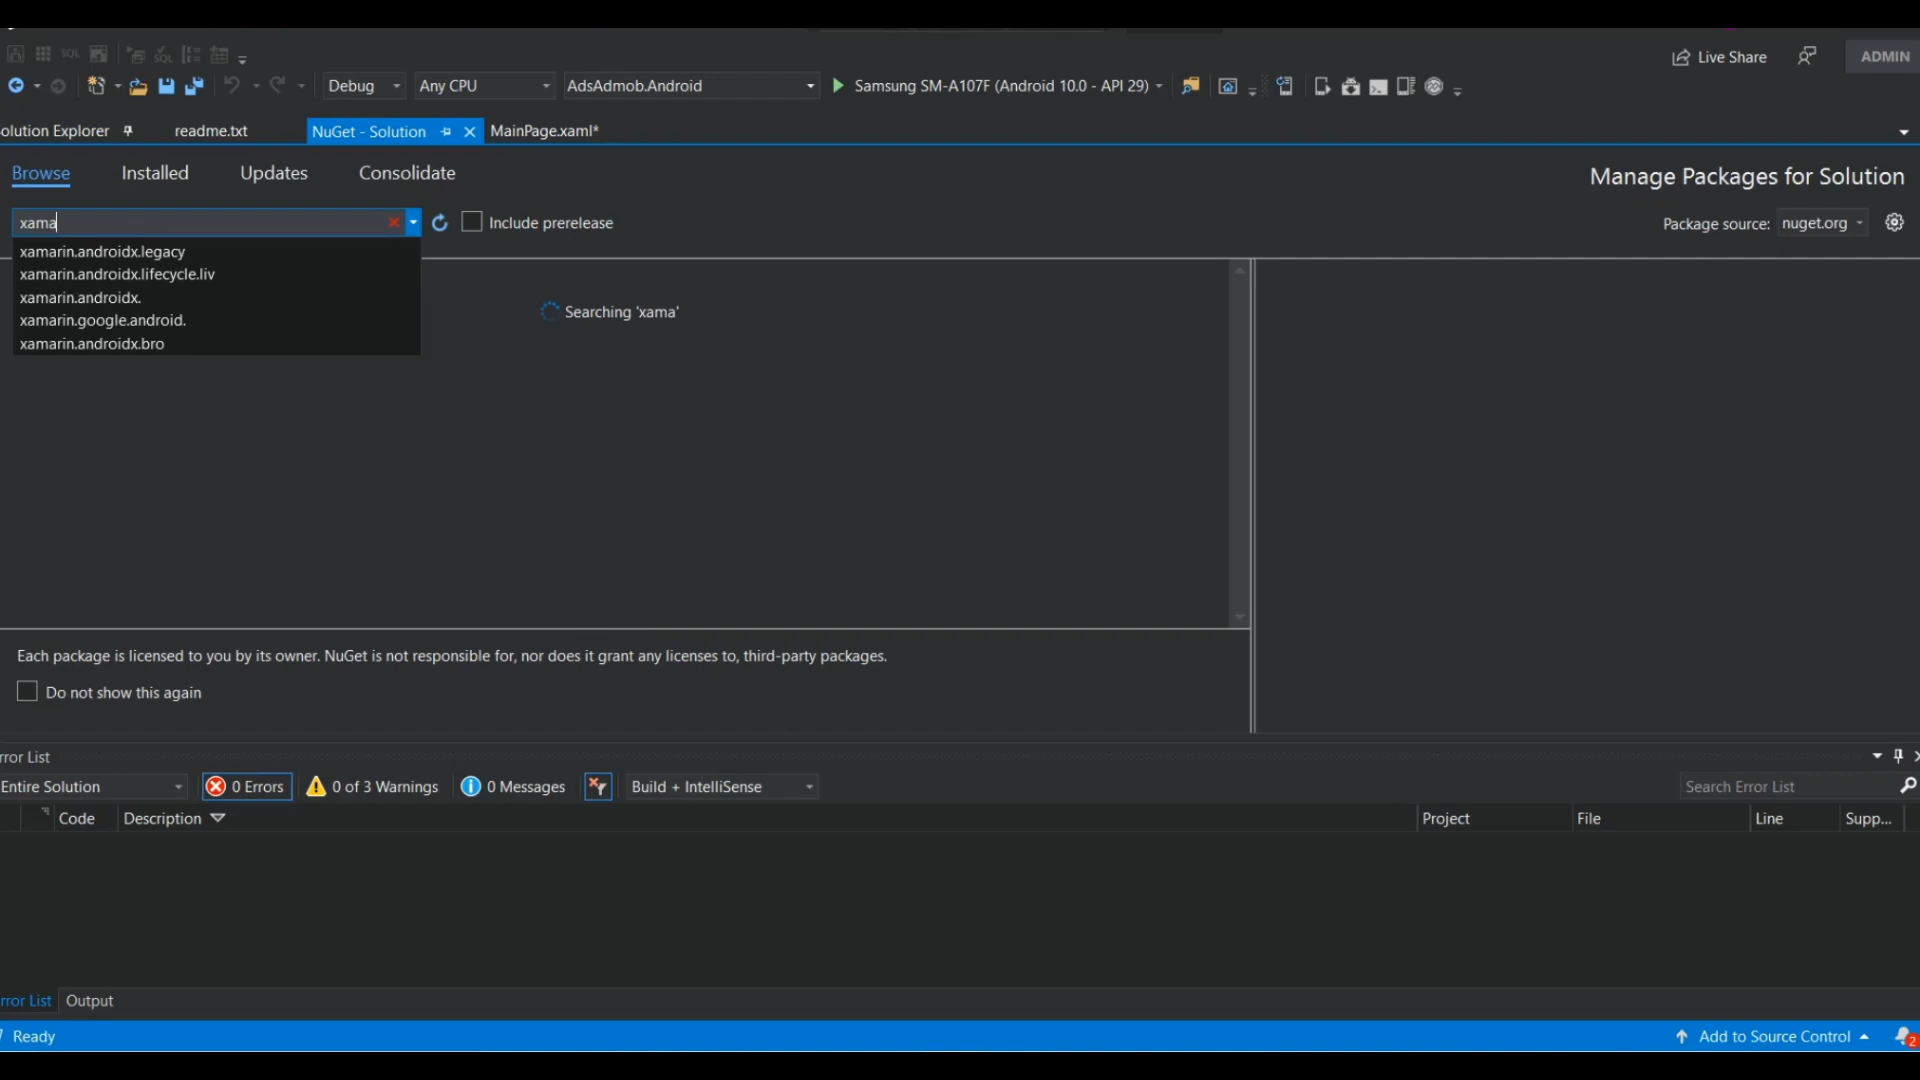 Live Share
ADMIN
Debug
Any CPU
AdsAdmob.Android
Samsung SM-A107F (Android 10.0 - API 29)
olution Explorer
readme.txt
NuGet - Solution
MainPage.xaml*
Browse
Installed
Updates
Consolidate
Manage Packages for Solution
xama
Include prerelease
Package source: nuget.org
xamarin.androidx.legacy
xamarin.androidx.lifecycle.liv
xamarin.androidx.
xamarin.google.android.
xamarin.androidx.bro
Searching 'xama'
Each package is licensed to you by its owner. NuGet is not responsible for, nor does it grant any licenses to, third-party packages.
Do not show this again
rror List
Entire Solution
0 Errors
0 of 3 Warnings
0 Messages
Build + IntelliSense
Search Error List
Code
Description
Project
File
Line
Supp...
rror List
Output
Ready
Add to Source Control
2